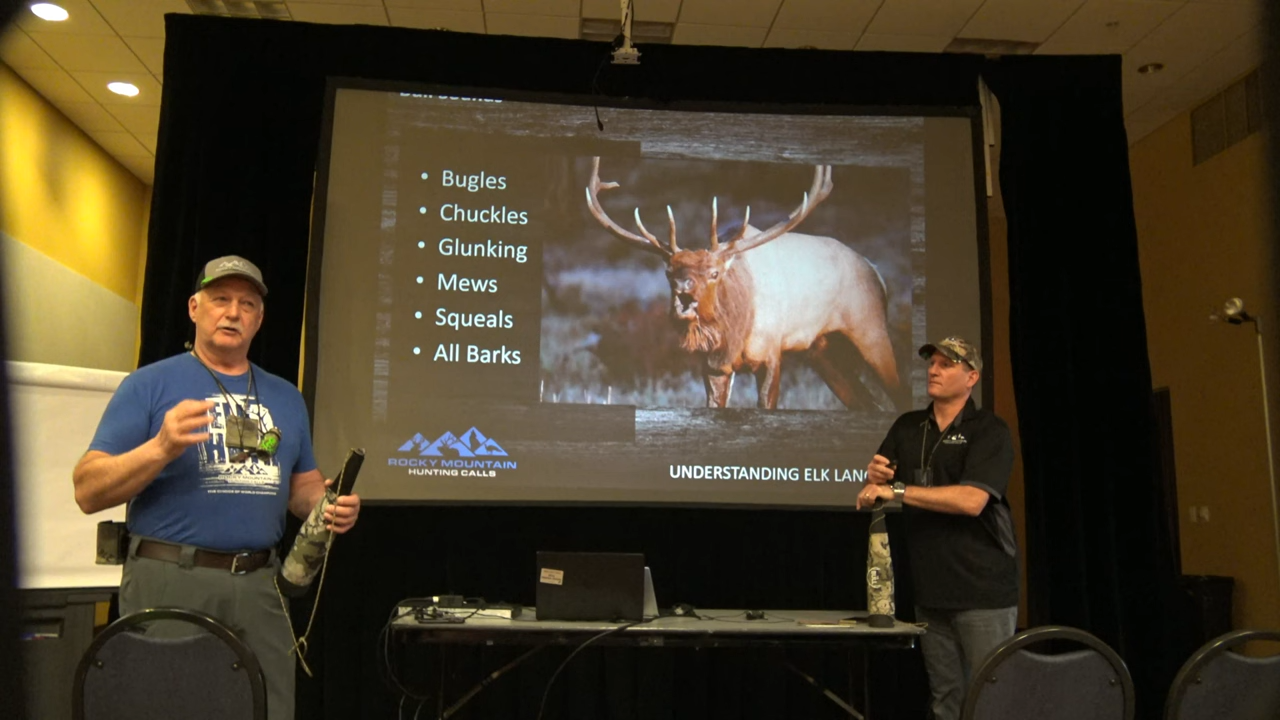 • Bugles
• Chuckles
• Glunking
• Mews
• Squeals
• All Barks
ROCKY MOUNTAIN
HUNTING CALLS
UNDERSTANDING ELK LANG